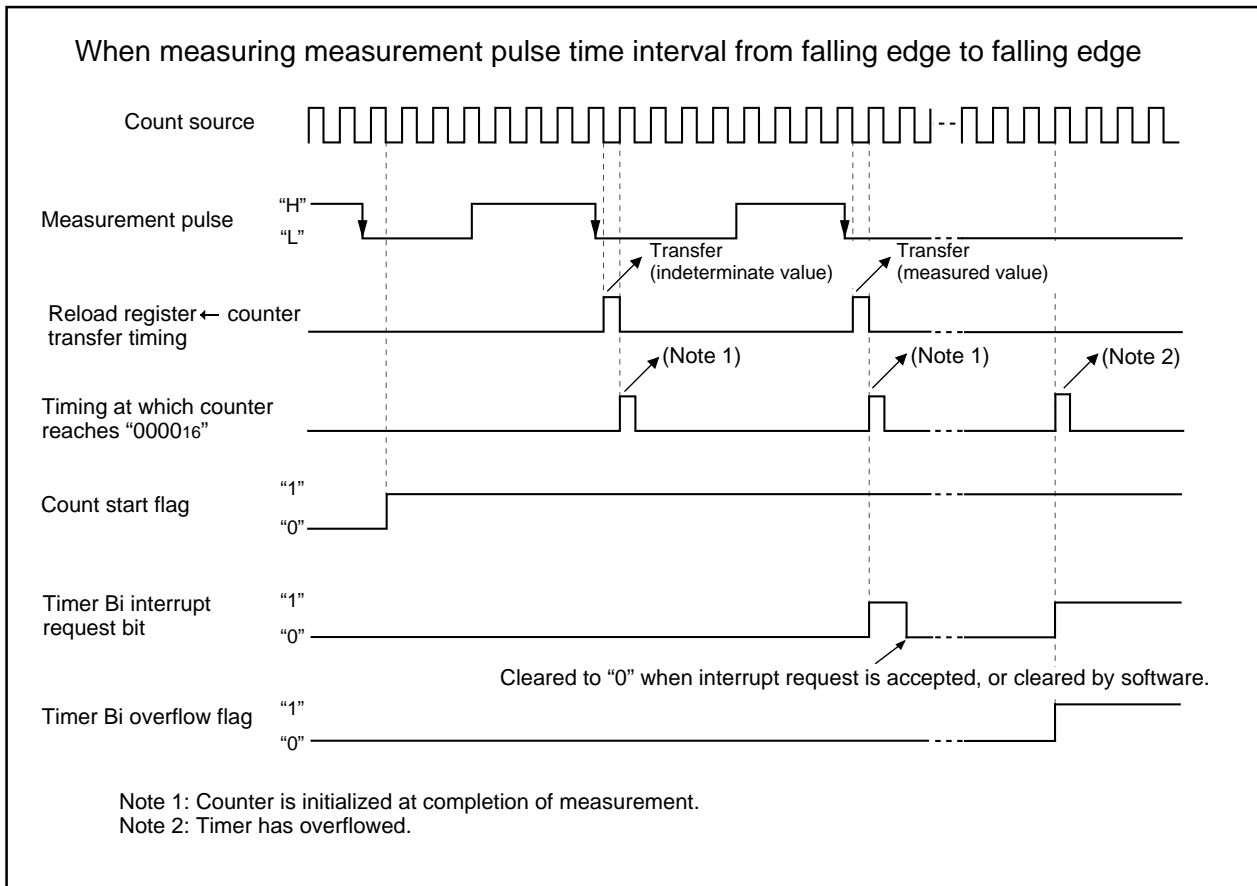 When measuring measurement pulse time interval from falling edge to falling edge
Count source
Measurement pulse
“H”
“L”
Transfer
(indeterminate value)
Transfer
(measured value)
Reload register ← counter
transfer timing
(Note 1)
(Note 1)
(Note 2)
Timing at which counter
reaches “000016”
Count start flag
“1”
“0”
Timer Bi interrupt
request bit
“1”
“0”
Cleared to “0” when interrupt request is accepted, or cleared by software.
Timer Bi overflow flag
“1”
“0”
Note 1: Counter is initialized at completion of measurement.
Note 2: Timer has overflowed.